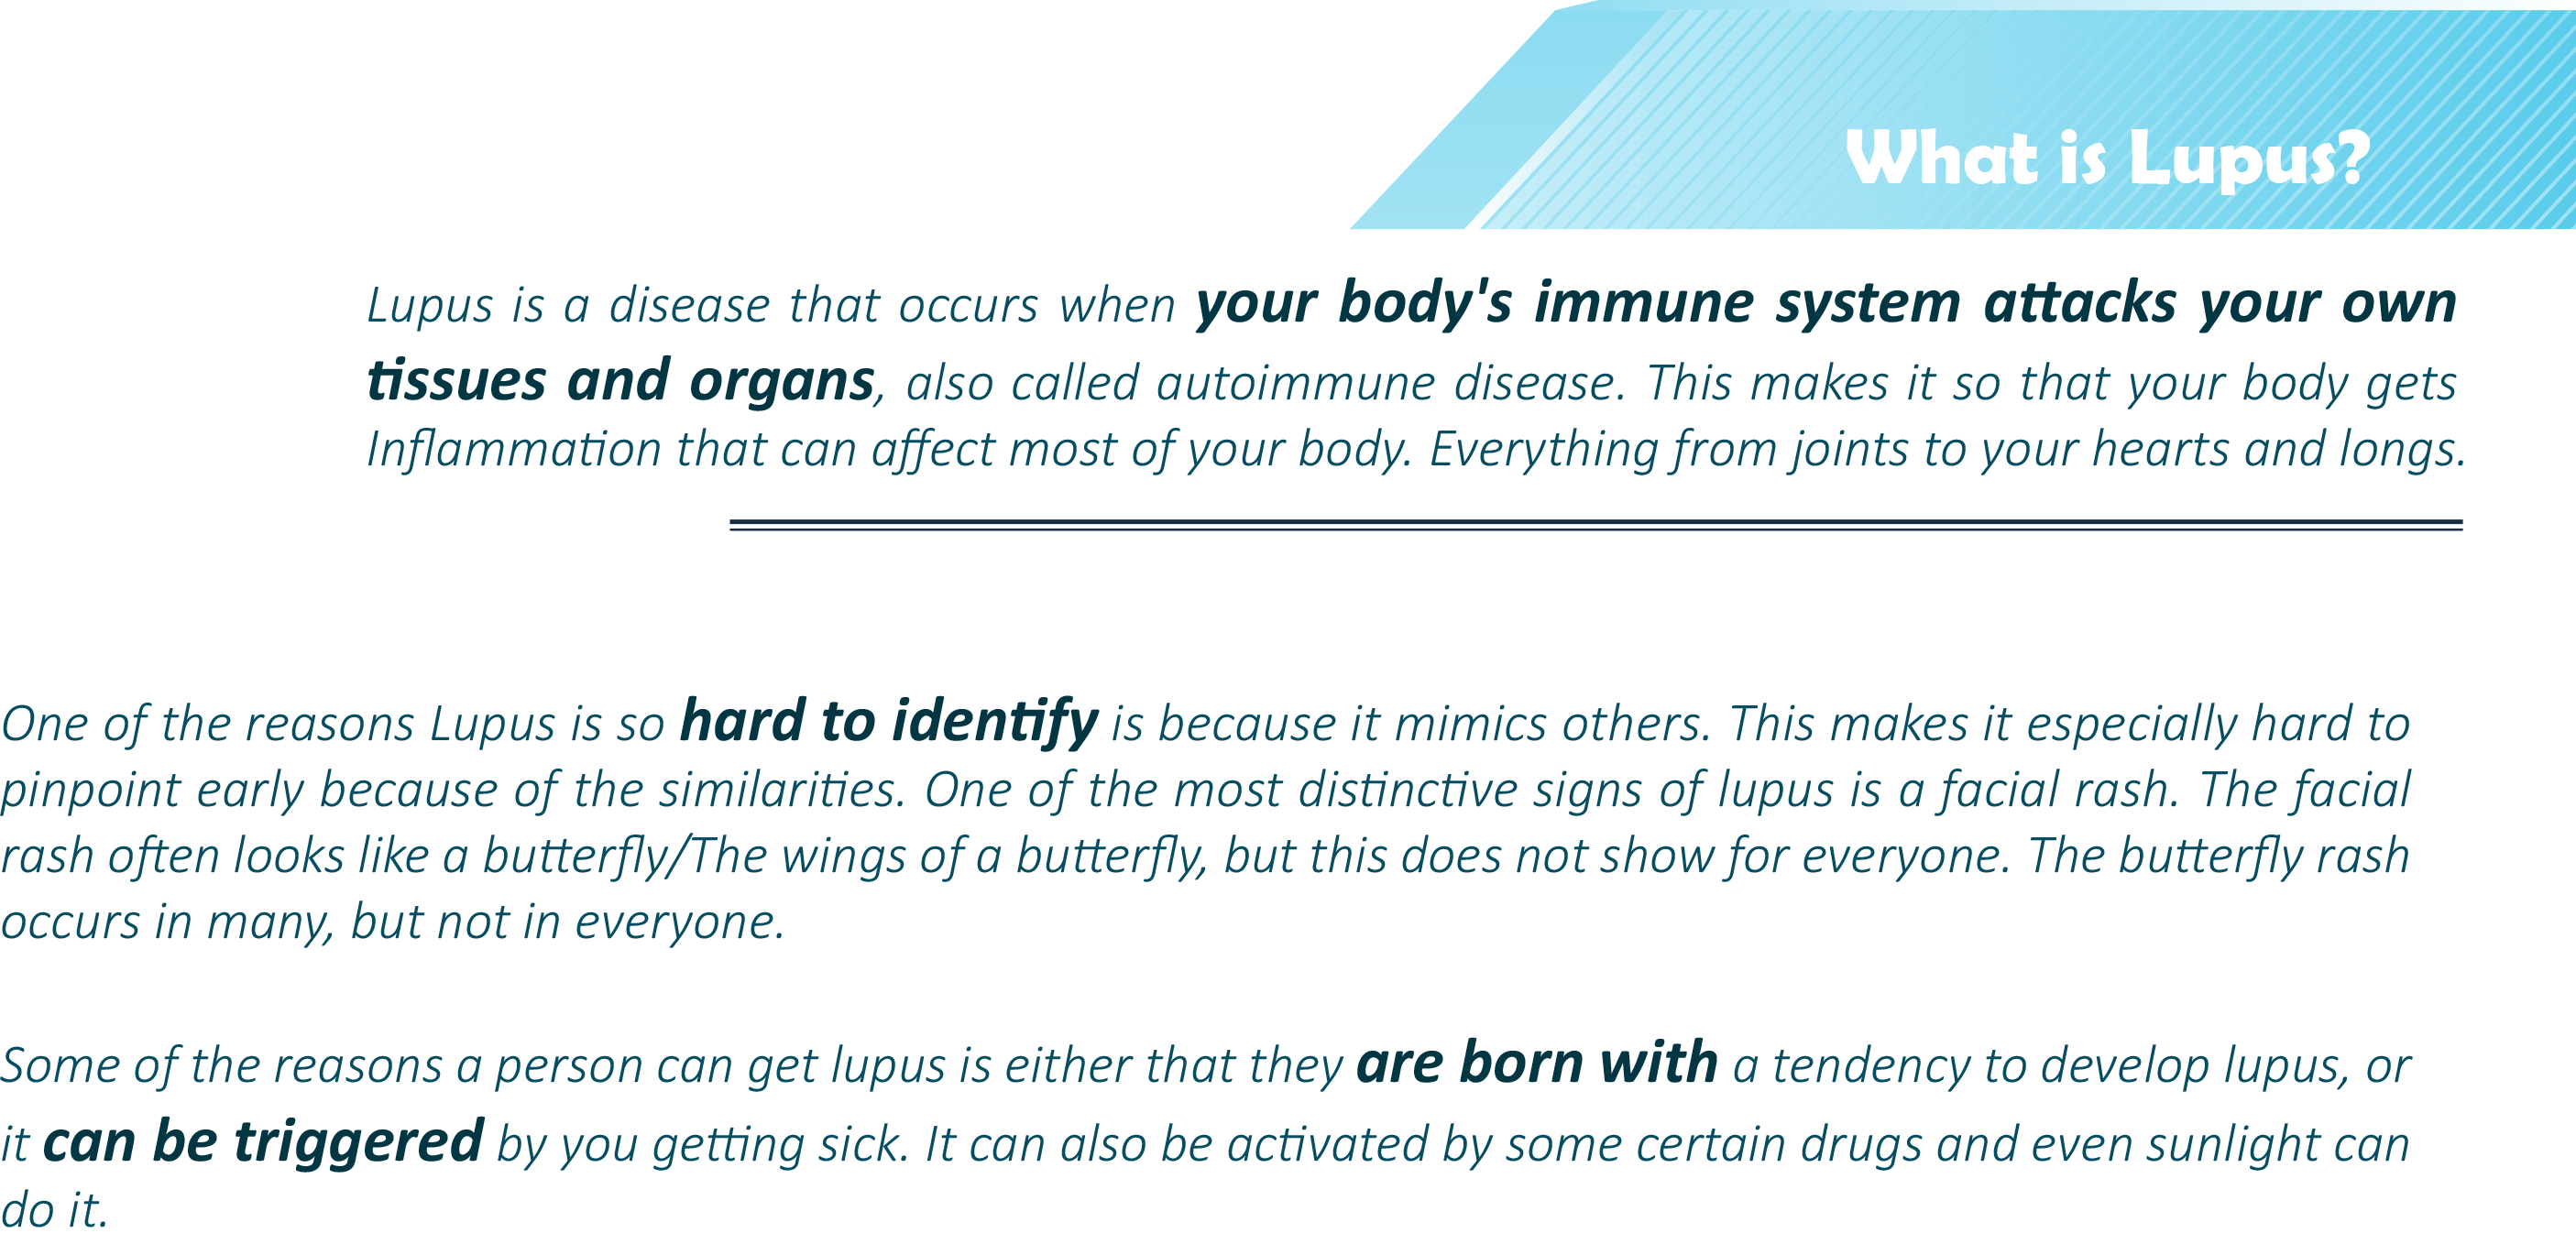 What is Lupus?
Lupus is a disease that occurs when your body's immune system attacks your own
tissues and organs, also called autoimmune disease. This makes it so that your body gets
Inflammation that can affect most of your body. Everything from joints to your hearts and longs.
One of the reasons Lupus is so hard to identify is because it mimics others. This makes it especially hard to
pinpoint early because of the similarities. One of the most distinctive signs of lupus is a facial rash. The facial
rash often looks like a butterfly/The wings of a butterfly, but this does not show for everyone. The butterfly rash
occurs in many, but not in everyone.
Some of the reasons a person can get lupus is either that they are born with a tendency to develop lupus, or
it can be triggered by you getting sick. It can also be activated by some certain drugs and even sunlight can
do it.